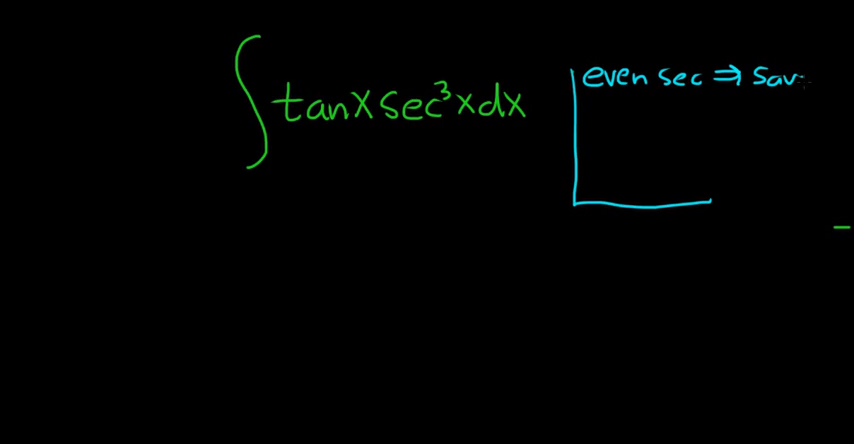 ∫ tanx sec³x dx
even sec ⇒ sav